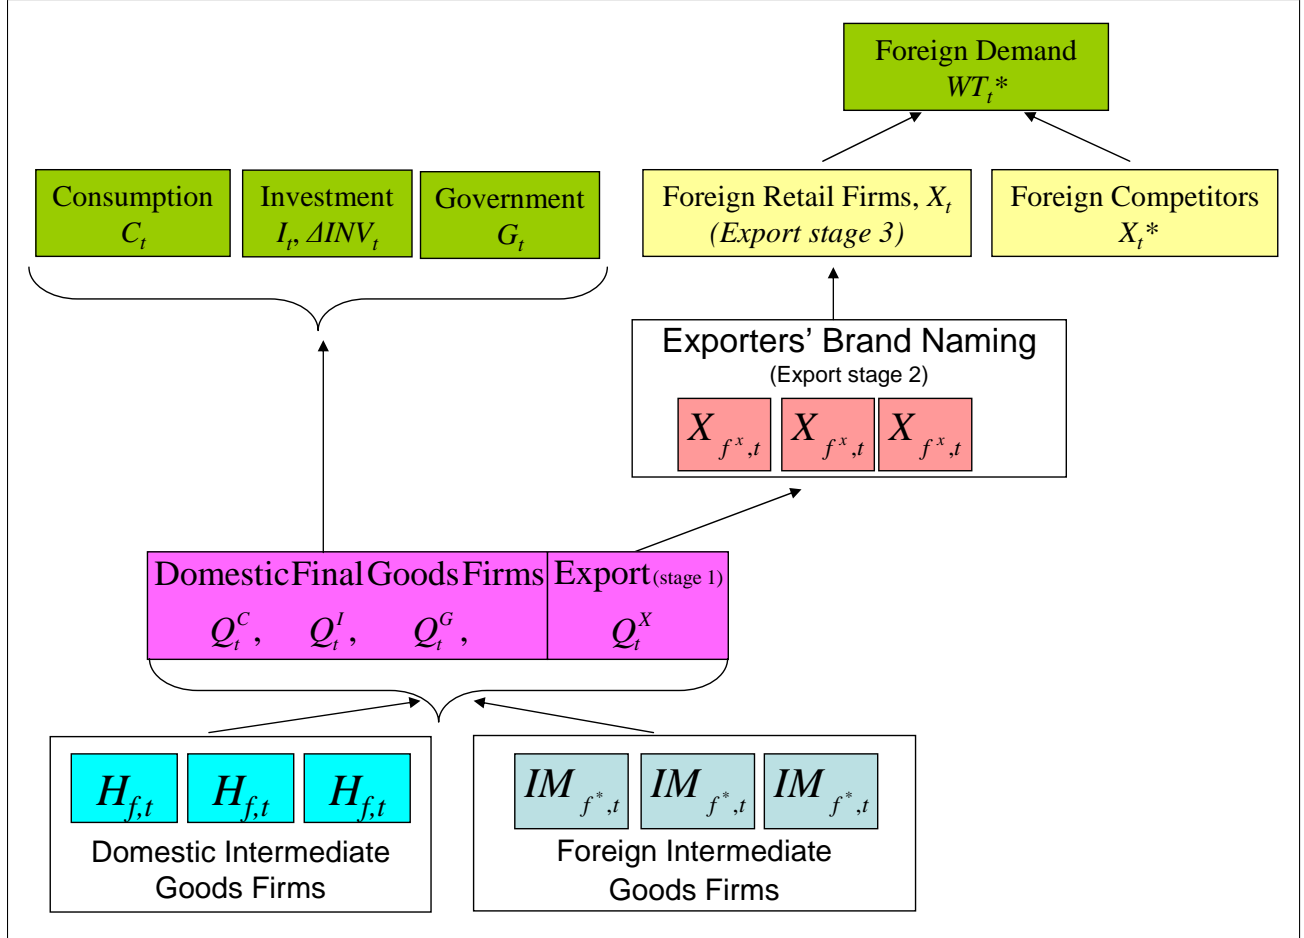 Foreign Demand
WT_t*
Consumption
C_t
Investment
I_t, ΔINV_t
Government
G_t
Foreign Retail Firms, X_t
(Export stage 3)
Foreign Competitors
X_t*
Exporters’ Brand Naming
(Export stage 2)
X_{f^x,t} X_{f^x,t} X_{f^x,t}
Domestic Final Goods Firms
Q_t^C, Q_t^I, Q_t^G,
Export (stage 1)
Q_t^X
H_{f,t} H_{f,t} H_{f,t}
Domestic Intermediate
Goods Firms
IM_{f^*,t} IM_{f^*,t} IM_{f^*,t}
Foreign Intermediate
Goods Firms